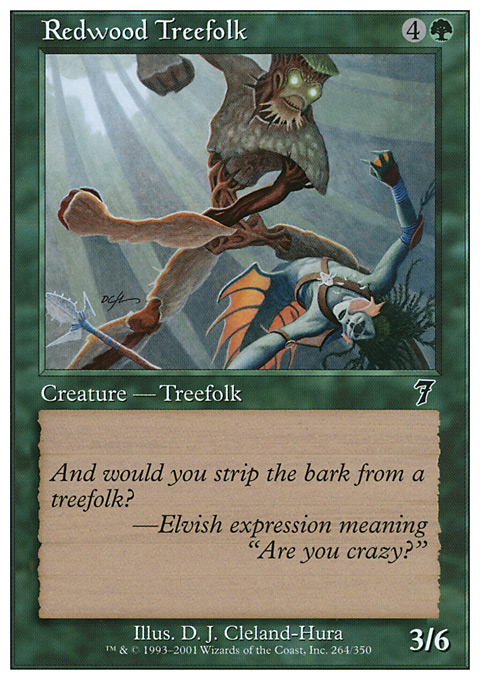 Redwood Treefolk 4
Creature — Treefolk
And would you strip the bark from a
treefolk?
—Elvish expression meaning
“Are you crazy?”
Illus. D. J. Cleland-Hura
™ & © 1993–2001 Wizards of the Coast, Inc. 264/350
3/6